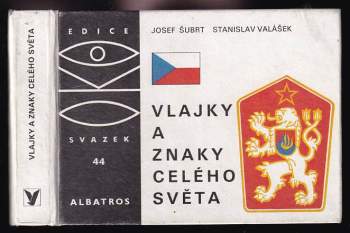 VLAJKY A ZNAKY CELÉHO SVĚTA
EDICE
SVAZEK
44
ALBATROS
JOSEF ŠUBRT STANISLAV VALÁŠEK
VLAJKY
A
ZNAKY
CELÉHO
SVĚTA